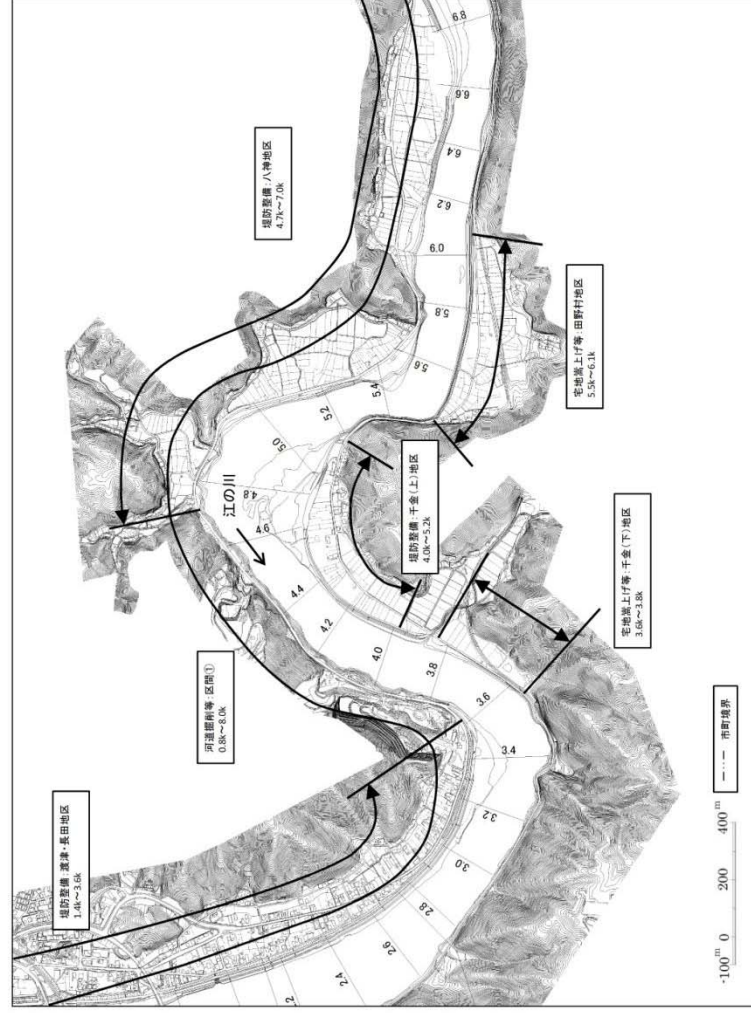 堤防整備:八神地区
4.7k~7.0k
堤防整備:渡津・長田地区
1.4k~3.6k
河道掘削等:区間①
0.8k~8.0k
江の川
堤防整備:千金(上)地区
4.0k~5.2k
宅地嵩上げ等:田野村地区
5.5k~6.1k
宅地嵩上げ等:千金(下)地区
3.6k~3.8k
6.8
6.6
6.4
6.2
6.0
5.8
5.6
5.4
5.2
5.0
4.8
4.6
4.4
4.2
4.0
3.8
3.6
3.4
3.2
3.0
2.8
2.6
2.4
2
市町境界
-100m 0 200 400m